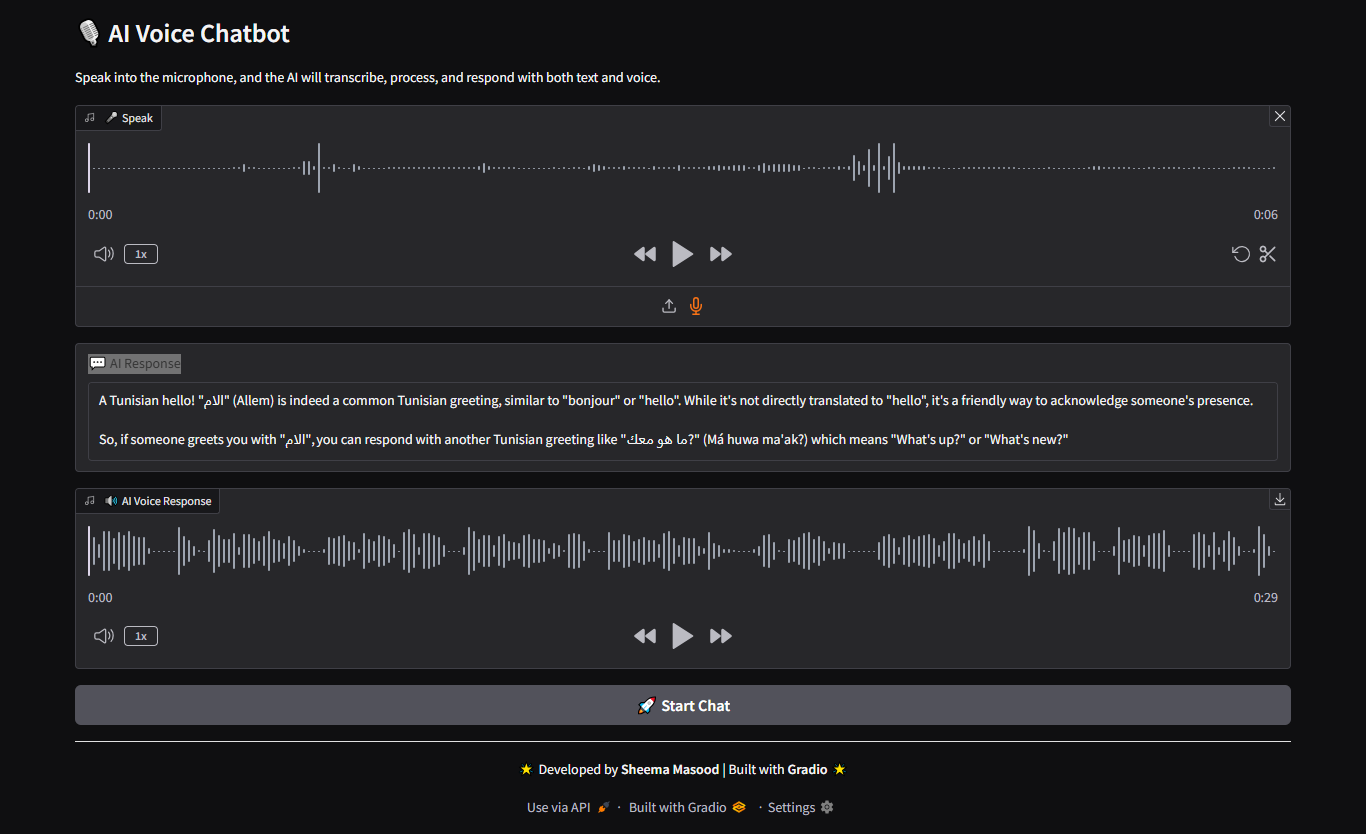 🎙️ AI Voice Chatbot
Speak into the microphone, and the AI will transcribe, process, and respond with both text and voice.
🎤 Speak
0:00
0:06
1x
💬 AI Response
A Tunisian hello! "الام" (Allem) is indeed a common Tunisian greeting, similar to "bonjour" or "hello". While it's not directly translated to "hello", it's a friendly way to acknowledge someone's presence.
So, if someone greets you with "الام", you can respond with another Tunisian greeting like "ما هو معك?" (Má huwa ma'ak?) which means "What's up?" or "What's new?"
🔊 AI Voice Response
0:00
0:29
1x
🚀 Start Chat
⭐ Developed by Sheema Masood | Built with Gradio ⭐
Use via API 🚀 · Built with Gradio · Settings ⚙️